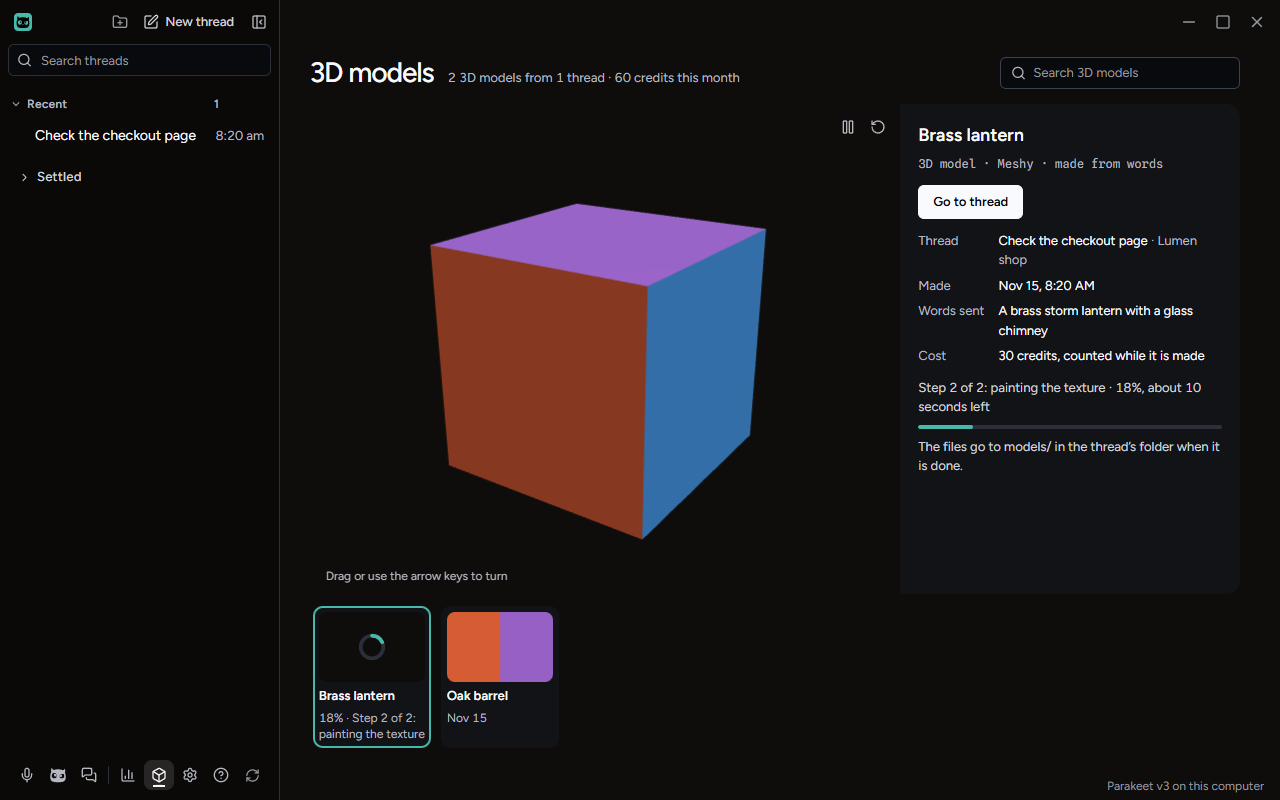 New thread
Search threads
Recent 1
Check the checkout page 8:20 am
Settled
3D models
2 3D models from 1 thread · 60 credits this month
Search 3D models
Brass lantern
3D model · Meshy · made from words
Go to thread
Thread Check the checkout page · Lumen
shop
Made Nov 15, 8:20 AM
Words sent A brass storm lantern with a glass
chimney
Cost 30 credits, counted while it is made
Step 2 of 2: painting the texture · 18%, about 10
seconds left
The files go to models/ in the thread's folder when it
is done.
Drag or use the arrow keys to turn
Brass lantern
18% · Step 2 of 2:
painting the texture
Oak barrel
Nov 15
Parakeet v3 on this computer